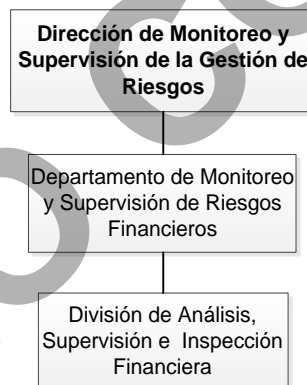 Dirección de Monitoreo y
Supervisión de la Gestión de
Riesgos
Departamento de Monitoreo
y Supervisión de Riesgos
Financieros
División de Análisis,
Supervisión e Inspección
Financiera